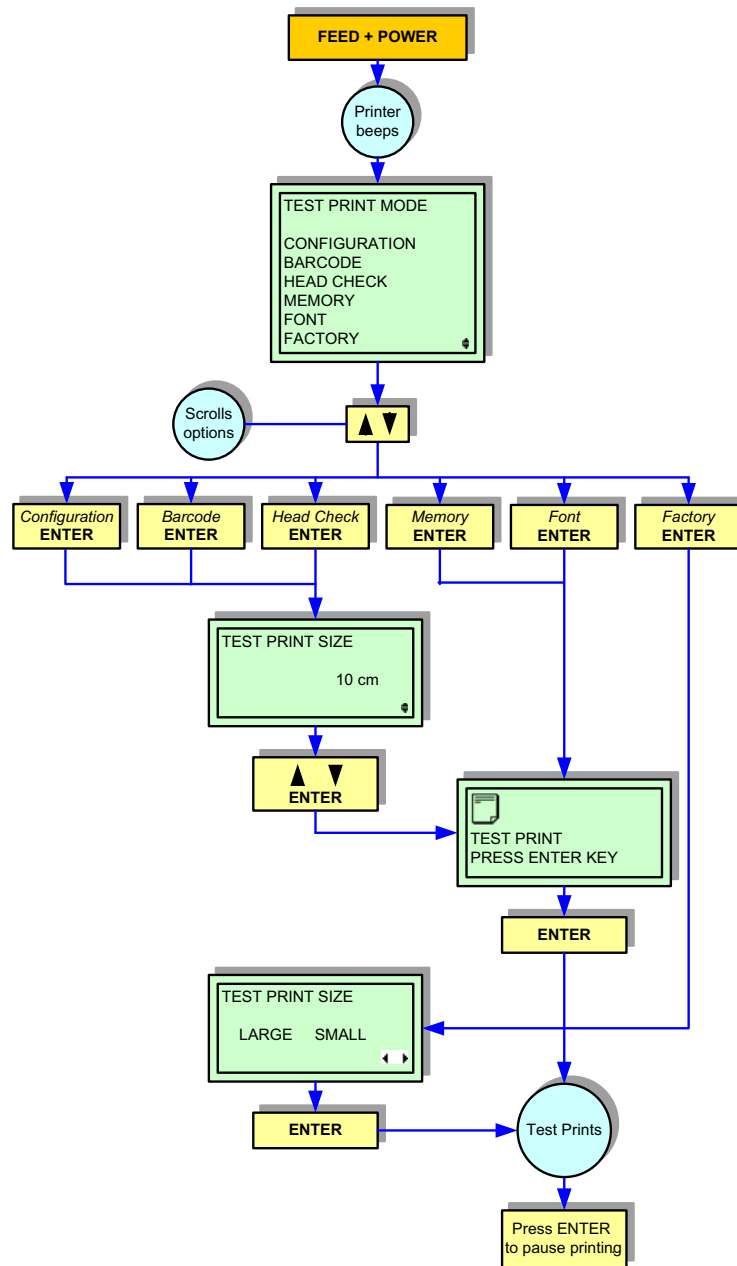 FEED + POWER
Printer
beeps
TEST PRINT MODE
CONFIGURATION
BARCODE
HEAD CHECK
MEMORY
FONT
FACTORY
Scrolls
options
Configuration
ENTER
Barcode
ENTER
Head Check
ENTER
Memory
ENTER
Font
ENTER
Factory
ENTER
TEST PRINT SIZE
10 cm
ENTER
TEST PRINT
PRESS ENTER KEY
ENTER
TEST PRINT SIZE
LARGE SMALL
ENTER
Test Prints
Press ENTER
to pause printing